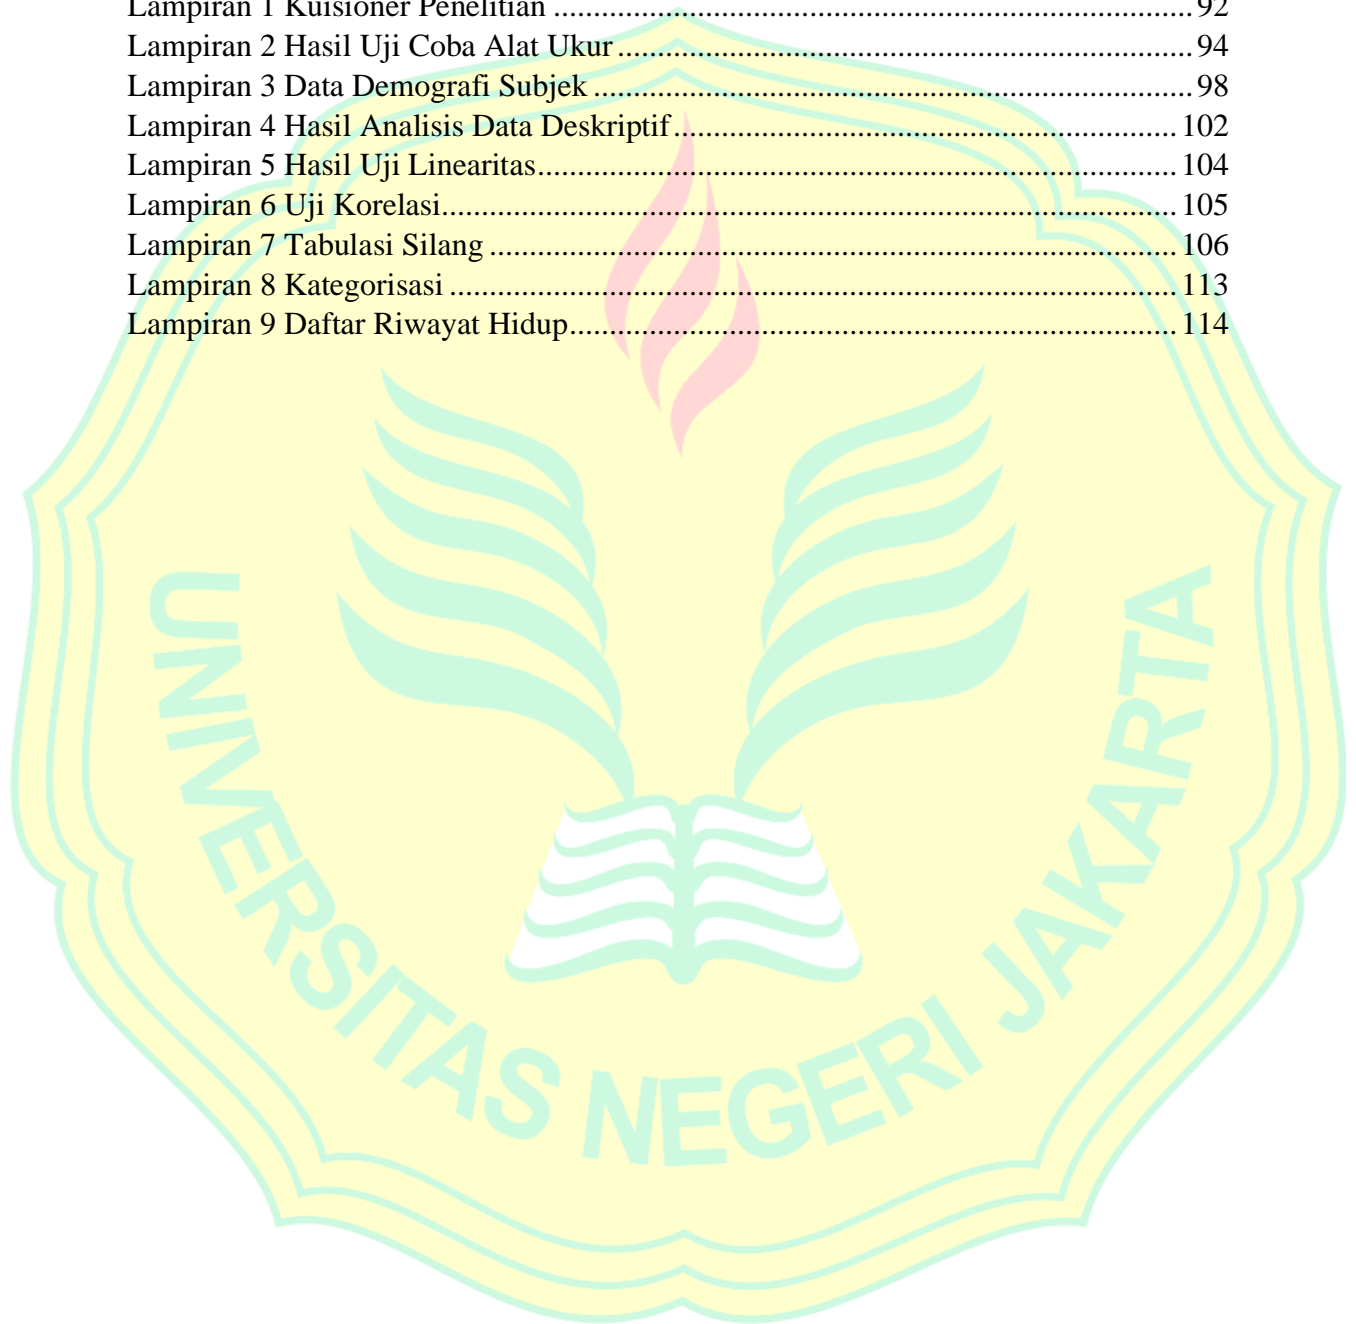 Lampiran 1 Kuisioner Penelitian ................................................................................ 92
Lampiran 2 Hasil Uji Coba Alat Ukur ........................................................................ 94
Lampiran 3 Data Demografi Subjek ........................................................................... 98
Lampiran 4 Hasil Analisis Data Deskriptif ............................................................... 102
Lampiran 5 Hasil Uji Linearitas................................................................................ 104
Lampiran 6 Uji Korelasi............................................................................................ 105
Lampiran 7 Tabulasi Silang ...................................................................................... 106
Lampiran 8 Kategorisasi ........................................................................................... 113
Lampiran 9 Daftar Riwayat Hidup............................................................................ 114
UNIVERSITAS NEGERI JAKARTA